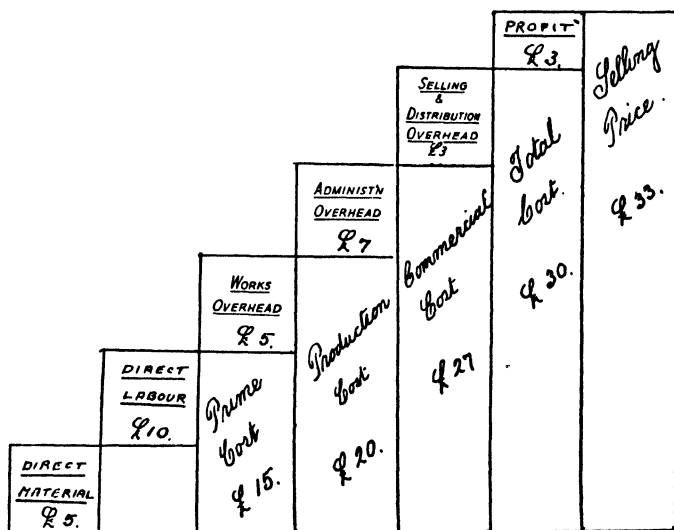 PROFIT
£3.
Selling
Price.
£33.
SELLING
&
DISTRIBUTION
OVERHEAD
£3
Total
Cost.
£30.
ADMINIST'N
OVERHEAD
£7
Commercial
Cost
£27
WORKS
OVERHEAD
£5.
Production
Cost
£20.
DIRECT
LABOUR
£10.
Prime
Cost
£15.
DIRECT
MATERIAL
£5.